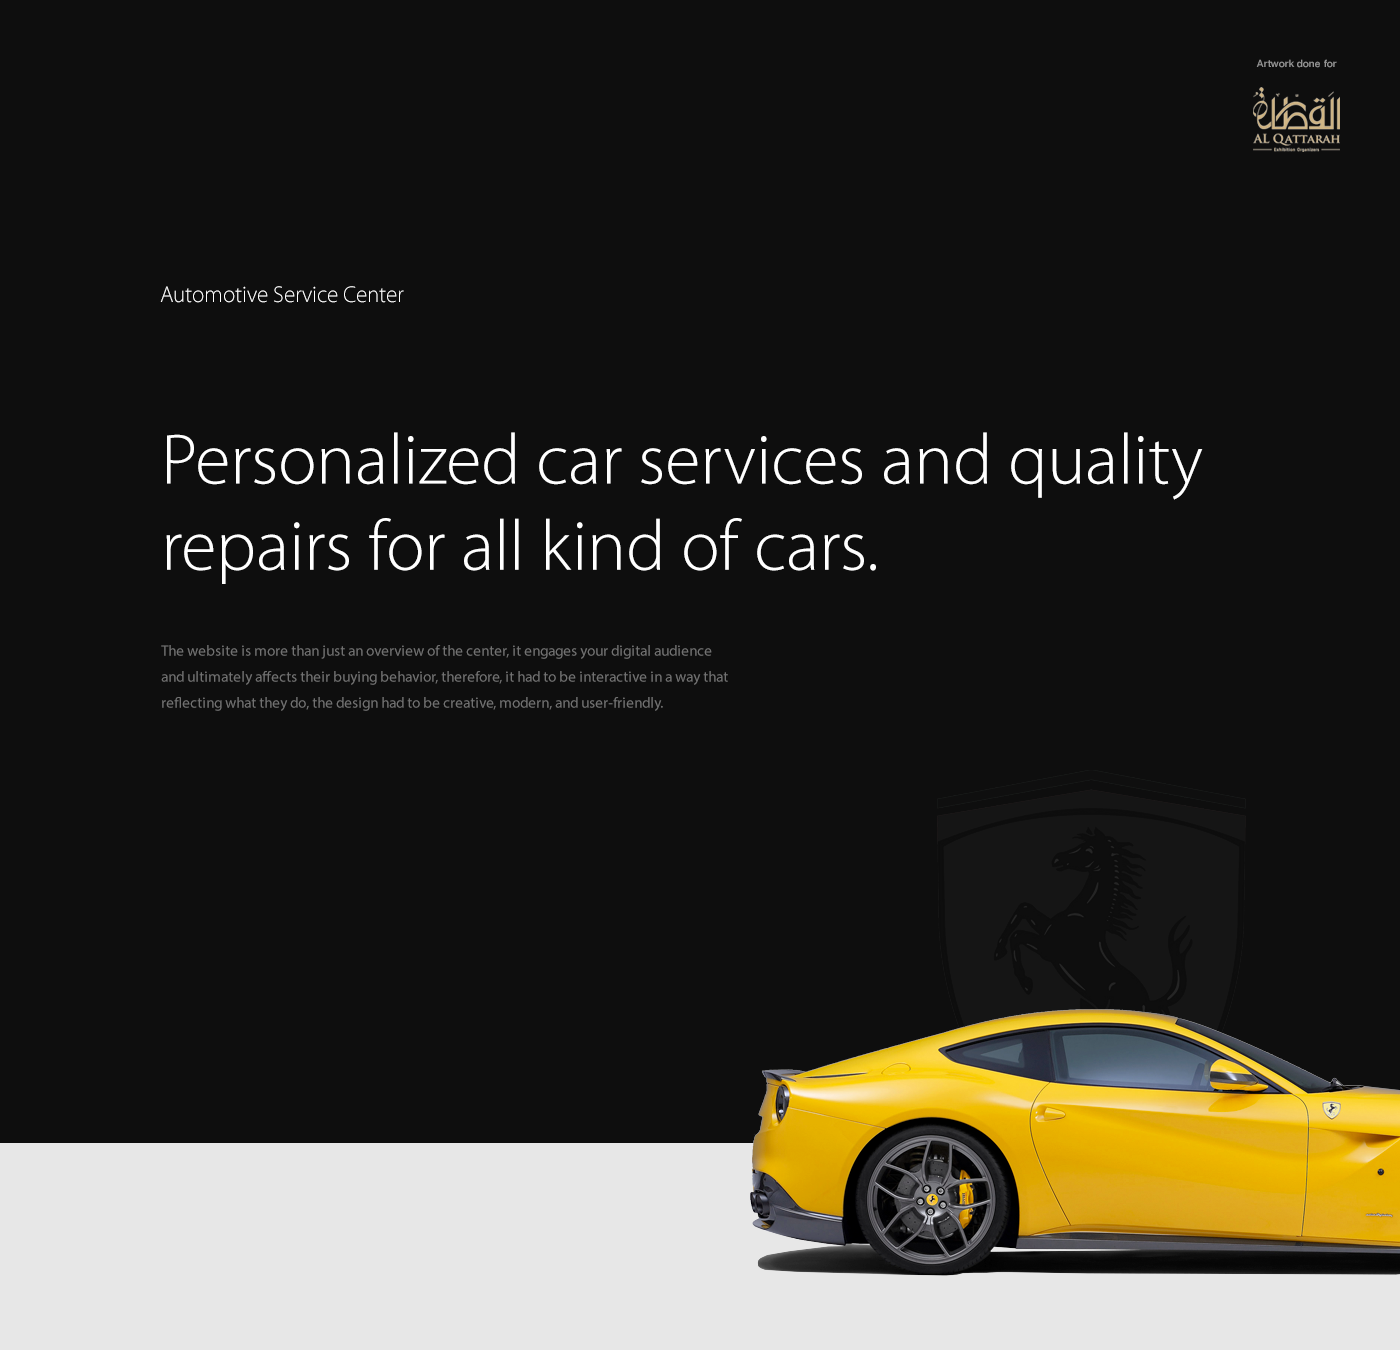 Artwork done for
القطارة
AL QATTARAH
Exhibition Organizers
Automotive Service Center
Personalized car services and quality
repairs for all kind of cars.
The website is more than just an overview of the center, it engages your digital audience
and ultimately affects their buying behavior, therefore, it had to be interactive in a way that
reflecting what they do, the design had to be creative, modern, and user-friendly.